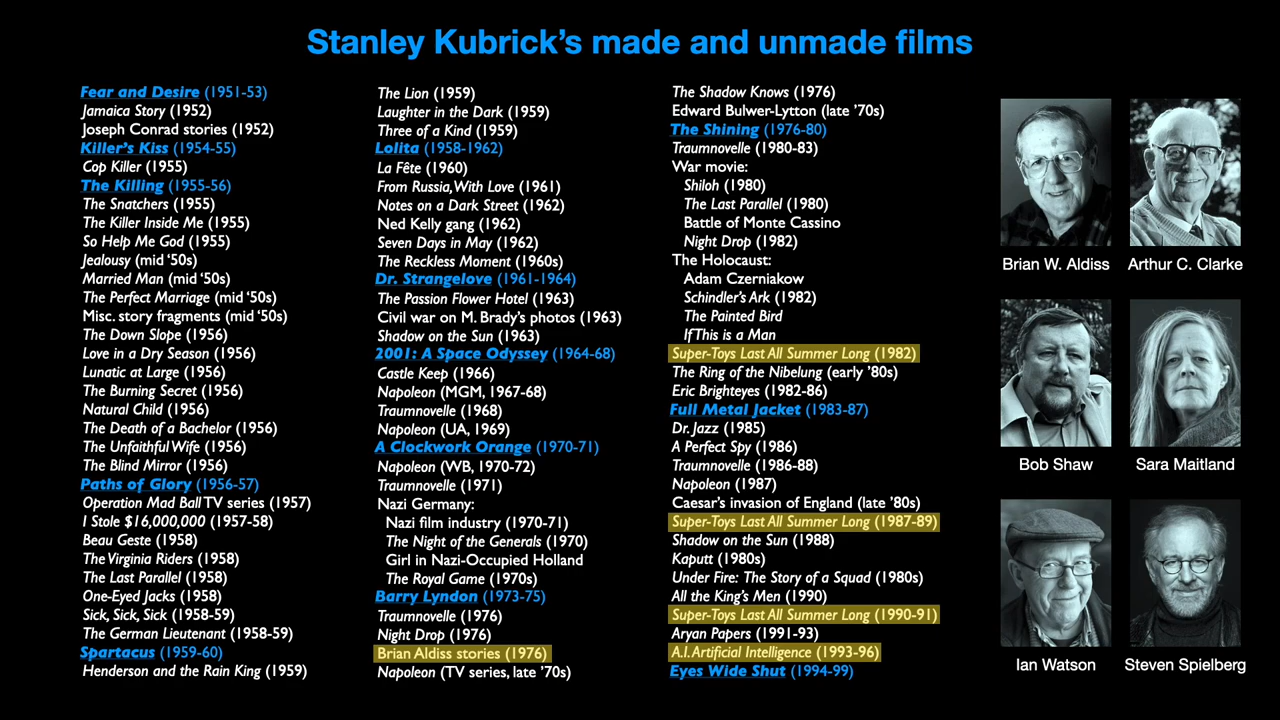 Stanley Kubrick’s made and unmade films
Fear and Desire (1951-53)
Jamaica Story (1952)
Joseph Conrad stories (1952)
Killer’s Kiss (1954-55)
Cop Killer (1955)
The Killing (1955-56)
The Snatchers (1955)
The Killer Inside Me (1955)
So Help Me God (1955)
Jealousy (mid ‘50s)
Married Man (mid ‘50s)
The Perfect Marriage (mid ‘50s)
Misc. story fragments (mid ‘50s)
The Down Slope (1956)
Love in a Dry Season (1956)
Lunatic at Large (1956)
The Burning Secret (1956)
Natural Child (1956)
The Death of a Bachelor (1956)
The Unfaithful Wife (1956)
The Blind Mirror (1956)
Paths of Glory (1956-57)
Operation Mad Ball TV series (1957)
I Stole $16,000,000 (1957-58)
Beau Geste (1958)
The Virginia Riders (1958)
The Last Parallel (1958)
One-Eyed Jacks (1958)
Sick, Sick, Sick (1958-59)
The German Lieutenant (1958-59)
Spartacus (1959-60)
Henderson and the Rain King (1959)
The Lion (1959)
Laughter in the Dark (1959)
Three of a Kind (1959)
Lolita (1958-1962)
La Fête (1960)
From Russia, With Love (1961)
Notes on a Dark Street (1962)
Ned Kelly gang (1962)
Seven Days in May (1962)
The Reckless Moment (1960s)
Dr. Strangelove (1961-1964)
The Passion Flower Hotel (1963)
Civil war on M. Brady’s photos (1963)
Shadow on the Sun (1963)
2001: A Space Odyssey (1964-68)
Castle Keep (1966)
Napoleon (MGM, 1967-68)
Traumnovelle (1968)
Napoleon (UA, 1969)
A Clockwork Orange (1970-71)
Napoleon (WB, 1970-72)
Traumnovelle (1971)
Nazi Germany:
Nazi film industry (1970-71)
The Night of the Generals (1970)
Girl in Nazi-Occupied Holland
The Royal Game (1970s)
Barry Lyndon (1973-75)
Traumnovelle (1976)
Night Drop (1976)
Brian Aldiss stories (1976)
Napoleon (TV series, late ’70s)
The Shadow Knows (1976)
Edward Bulwer-Lytton (late ’70s)
The Shining (1976-80)
Traumnovelle (1980-83)
War movie:
Shiloh (1980)
The Last Parallel (1980)
Battle of Monte Cassino
Night Drop (1982)
The Holocaust:
Adam Czerniakow
Schindler’s Ark (1982)
The Painted Bird
If This is a Man
Super-Toys Last All Summer Long (1982)
The Ring of the Nibelung (early ’80s)
Eric Brighteyes (1982-86)
Full Metal Jacket (1983-87)
Dr. Jazz (1985)
A Perfect Spy (1986)
Traumnovelle (1986-88)
Napoleon (1987)
Caesar’s invasion of England (late ’80s)
Super-Toys Last All Summer Long (1987-89)
Shadow on the Sun (1988)
Kaputt (1980s)
Under Fire: The Story of a Squad (1980s)
All the King’s Men (1990)
Super-Toys Last All Summer Long (1990-91)
Aryan Papers (1991-93)
A.I. Artificial Intelligence (1993-96)
Eyes Wide Shut (1994-99)
Brian W. Aldiss
Arthur C. Clarke
Bob Shaw
Sara Maitland
Ian Watson
Steven Spielberg